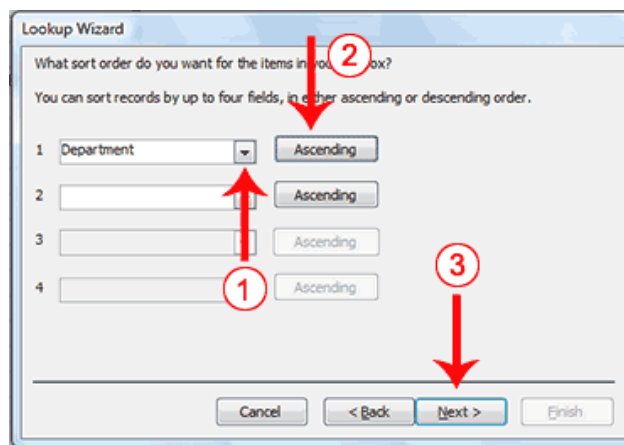 Lookup Wizard
2
What sort order do you want for the items in you ox?
You can sort records by up to four fields, in either ascending or descending order.
1 Department Ascending
2 Ascending
3 Ascending
4 Ascending
1
3
Cancel < Back Next > Finish